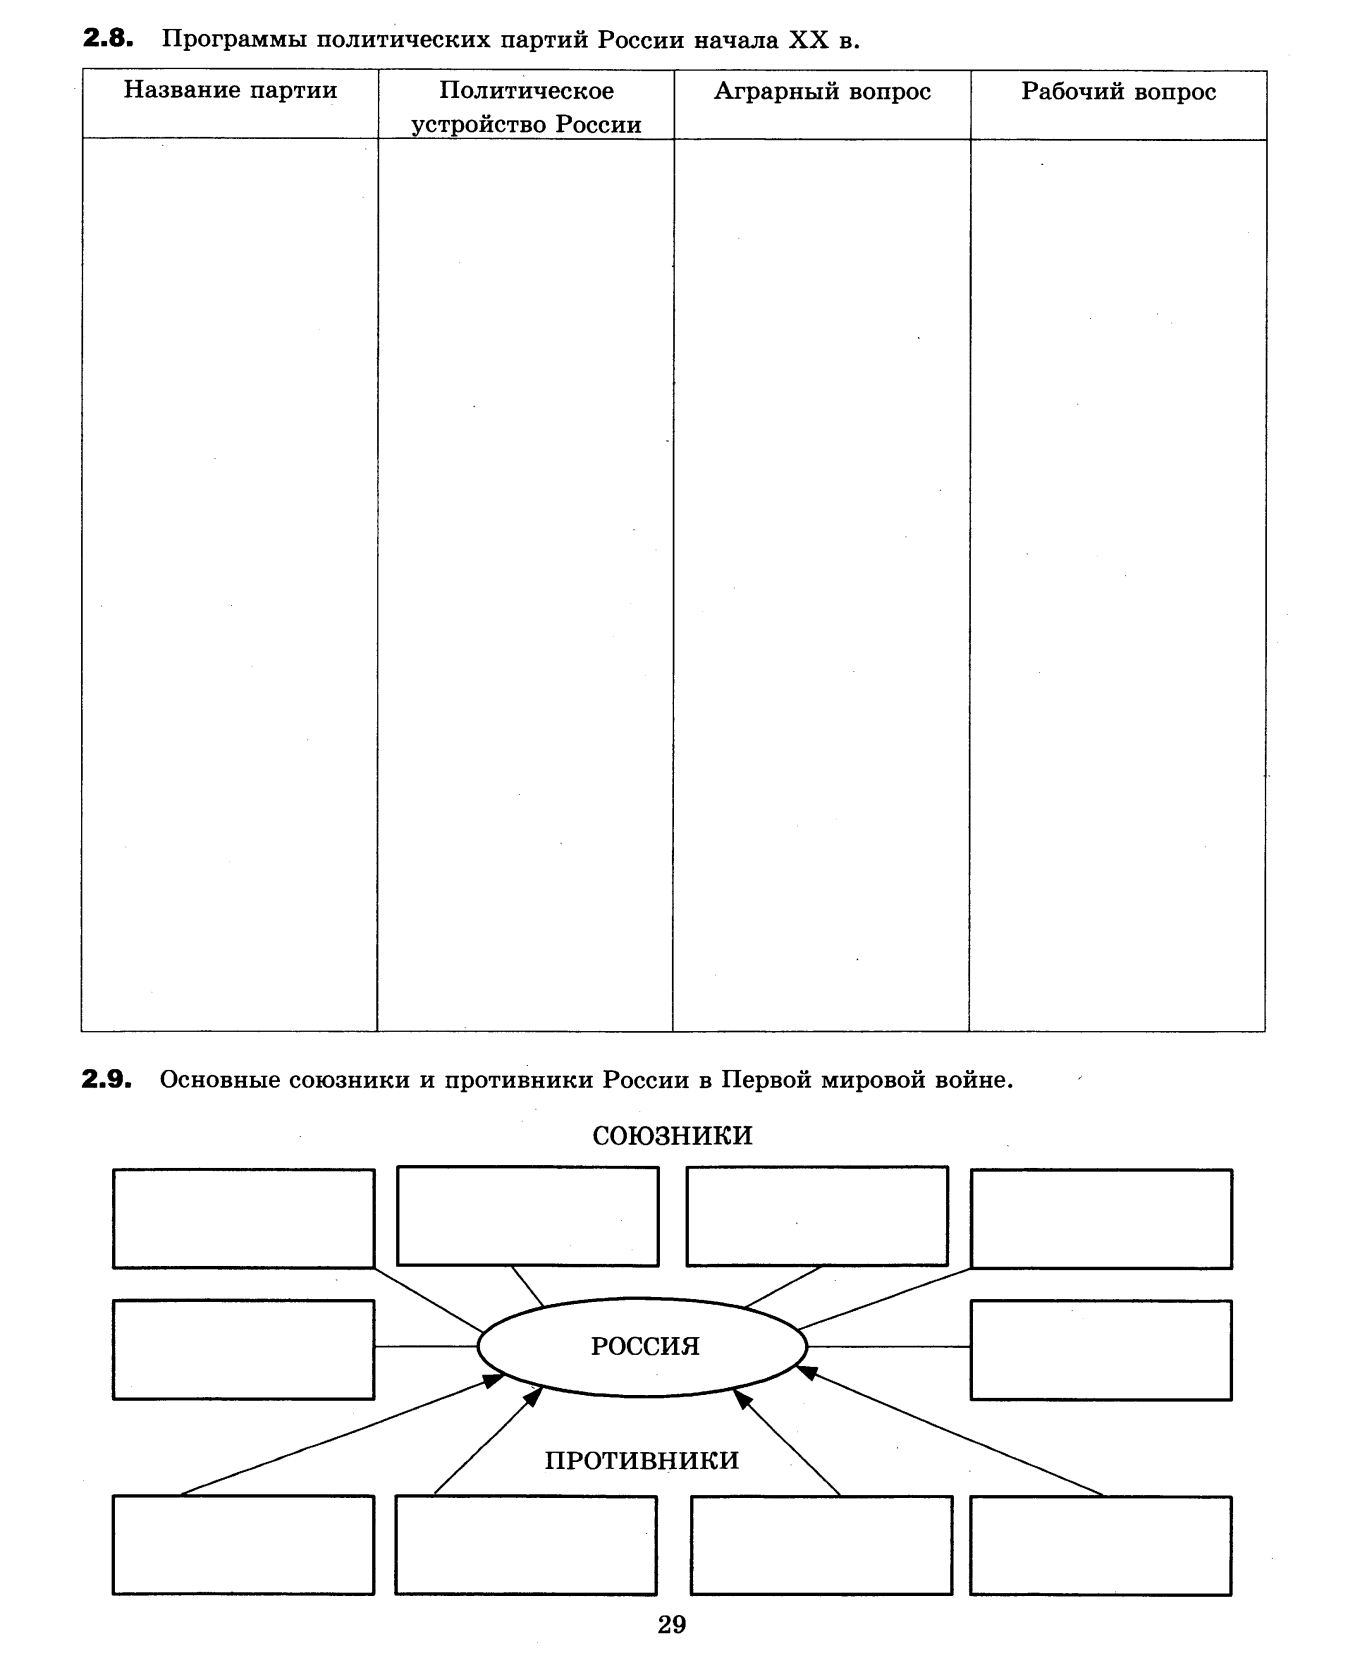 2.8. Программы политических партий России начала XX в.
Название партии
Политическое
устройство России
Аграрный вопрос
Рабочий вопрос
2.9. Основные союзники и противники России в Первой мировой войне.
СОЮЗНИКИ
РОССИЯ
ПРОТИВНИКИ
29